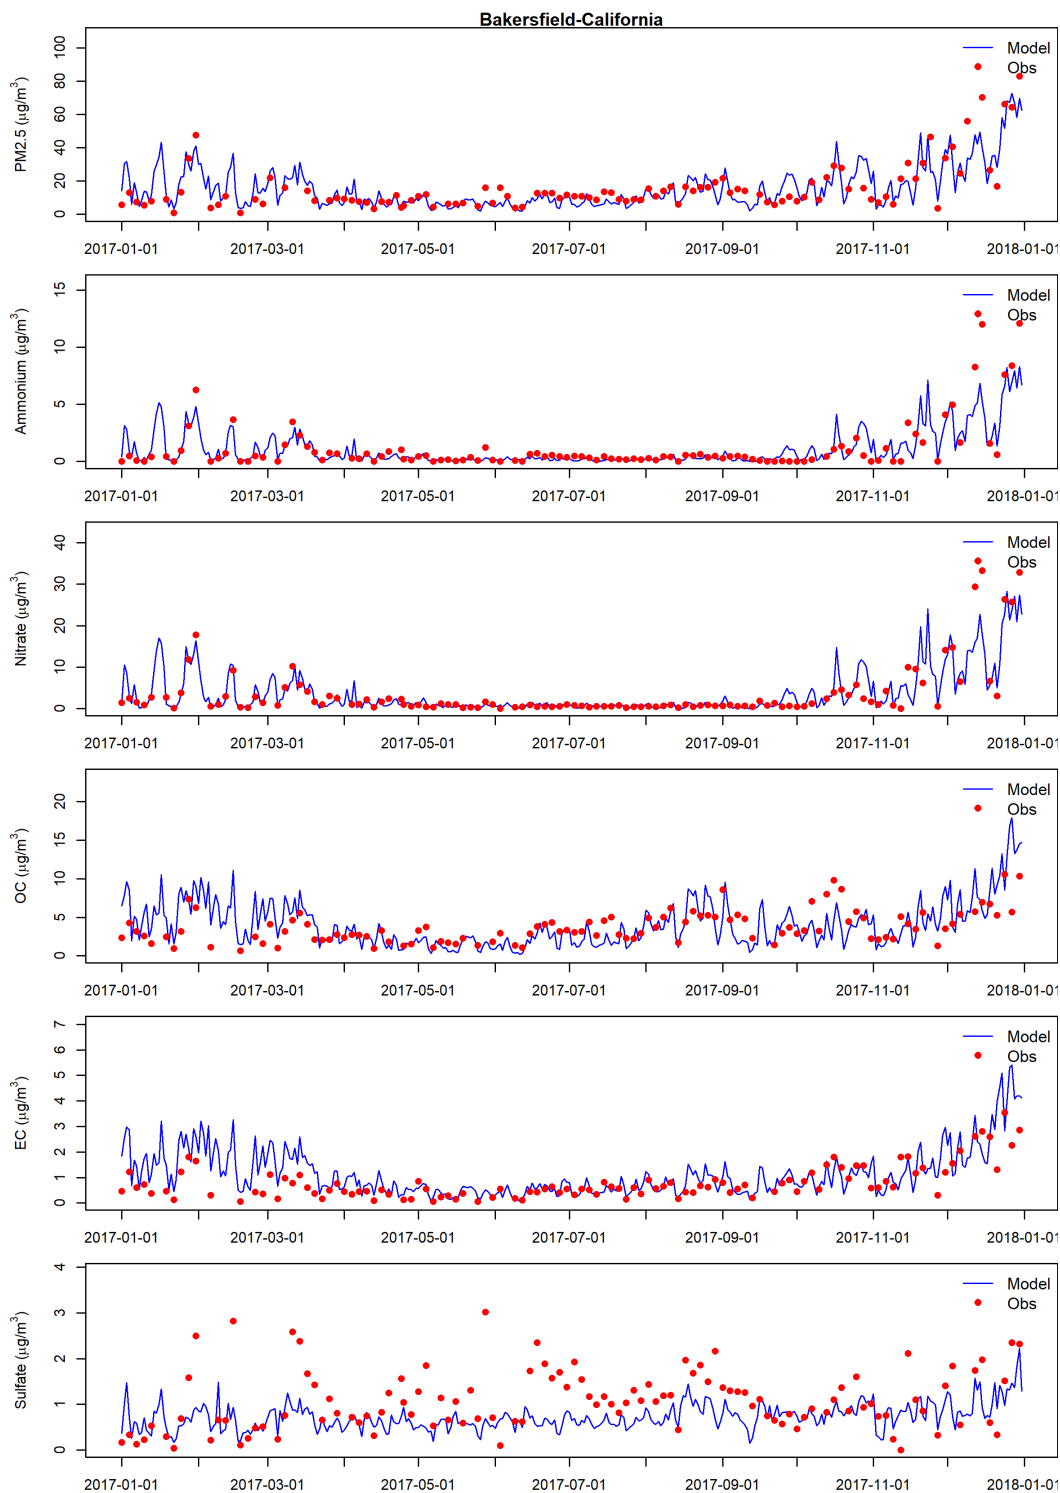 Bakersfield-California
PM2.5 (μg/m³)
0 20 40 60 80 100
Model
Obs
2017-01-01 2017-03-01 2017-05-01 2017-07-01 2017-09-01 2017-11-01 2018-01-01
Ammonium (μg/m³)
0 5 10 15
Model
Obs
2017-01-01 2017-03-01 2017-05-01 2017-07-01 2017-09-01 2017-11-01 2018-01-01
Nitrate (μg/m³)
0 10 20 30 40
Model
Obs
2017-01-01 2017-03-01 2017-05-01 2017-07-01 2017-09-01 2017-11-01 2018-01-01
OC (μg/m³)
0 5 10 15 20
Model
Obs
2017-01-01 2017-03-01 2017-05-01 2017-07-01 2017-09-01 2017-11-01 2018-01-01
EC (μg/m³)
0 1 2 3 4 5 6 7
Model
Obs
2017-01-01 2017-03-01 2017-05-01 2017-07-01 2017-09-01 2017-11-01 2018-01-01
Sulfate (μg/m³)
0 1 2 3 4
Model
Obs
2017-01-01 2017-03-01 2017-05-01 2017-07-01 2017-09-01 2017-11-01 2018-01-01